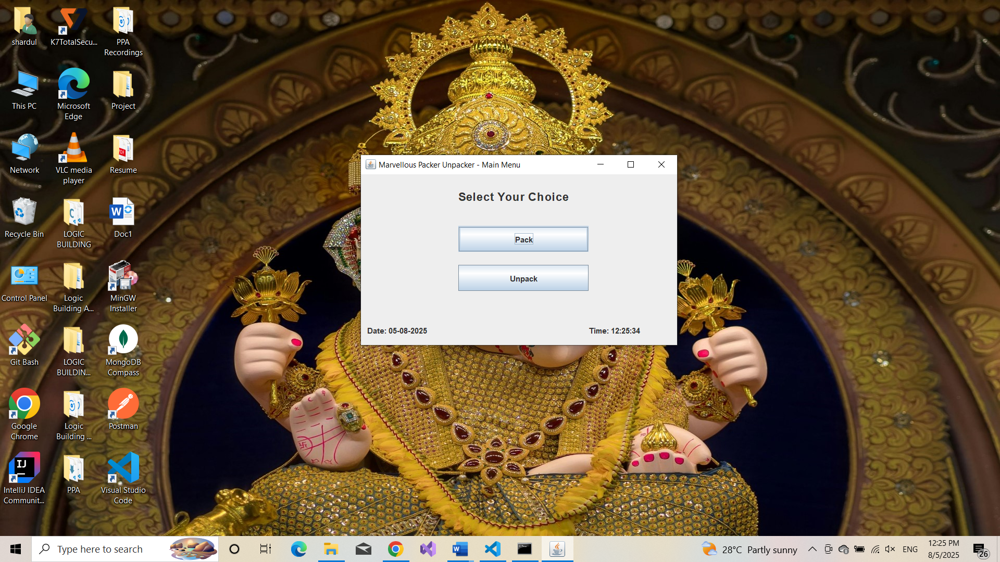 shardul
K7TotalSecu...
PPA
Recordings
This PC
Microsoft
Edge
Project
Network
VLC media
player
Resume
Recycle Bin
LOGIC
BUILDING
Doc1
Control Panel
Logic
Building A...
MinGW
Installer
Git Bash
LOGIC
BUILDIN...
MongoDB
Compass
Google
Chrome
Logic
Building ...
Postman
IntelliJ IDEA
Communit...
PPA
Visual Studio
Code
Marvellous Packer Unpacker - Main Menu
Select Your Choice
Pack
Unpack
Date: 05-08-2025
Time: 12:25:34
Type here to search
28°C Partly sunny
ENG
12:25 PM
8/5/2025
26